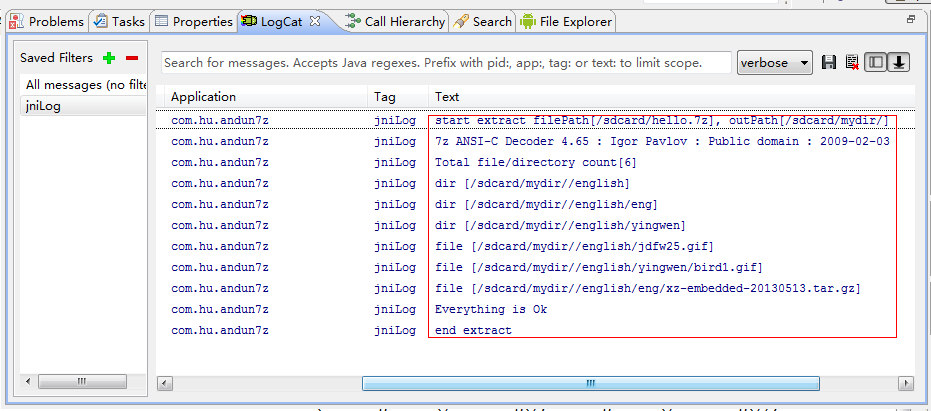 Problems Tasks Properties LogCat Call Hierarchy Search File Explorer
Saved Filters
All messages (no filte
jniLog
Search for messages. Accepts Java regexes. Prefix with pid:, app:, tag: or text: to limit scope.
verbose
Application Tag Text
com.hu.andun7z jniLog start extract filePath[/sdcard/hello.7z], outPath[/sdcard/mydir/]
com.hu.andun7z jniLog 7z ANSI-C Decoder 4.65 : Igor Pavlov : Public domain : 2009-02-03
com.hu.andun7z jniLog Total file/directory count[6]
com.hu.andun7z jniLog dir [/sdcard/mydir//english]
com.hu.andun7z jniLog dir [/sdcard/mydir//english/eng]
com.hu.andun7z jniLog dir [/sdcard/mydir//english/yingwen]
com.hu.andun7z jniLog file [/sdcard/mydir//english/jdfw25.gif]
com.hu.andun7z jniLog file [/sdcard/mydir//english/yingwen/bird1.gif]
com.hu.andun7z jniLog file [/sdcard/mydir//english/eng/xz-embedded-20130513.tar.gz]
com.hu.andun7z jniLog Everything is Ok
com.hu.andun7z jniLog end extract